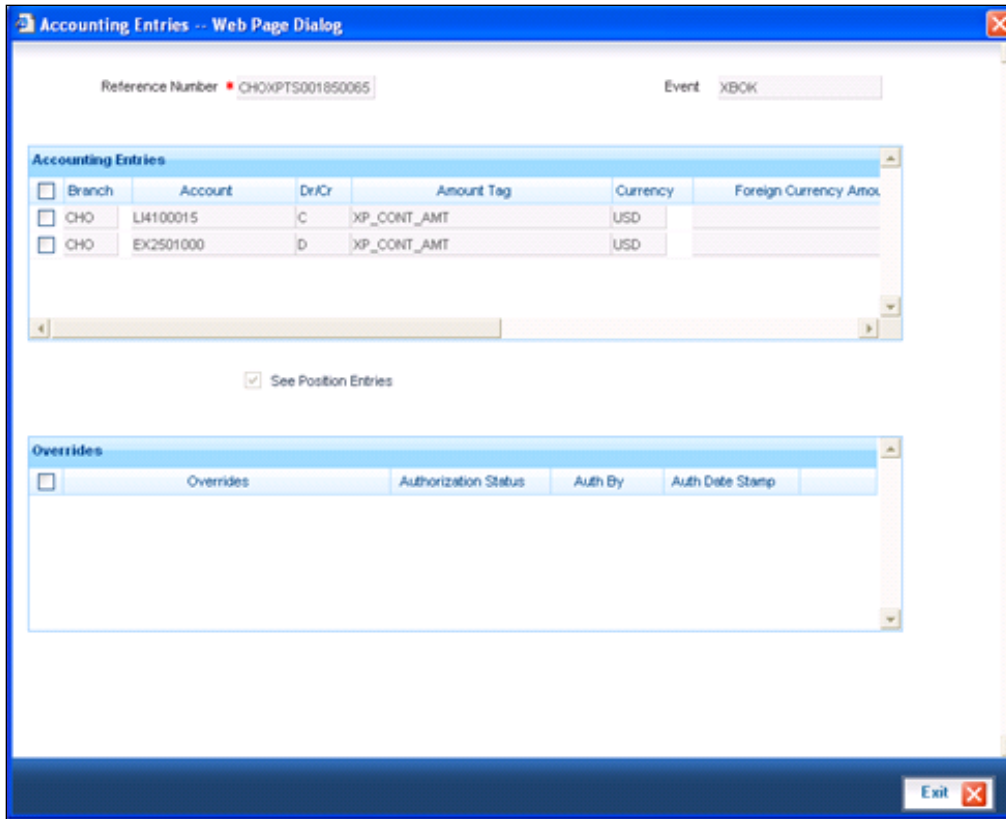 Accounting Entries -- Web Page Dialog
Reference Number * CHOXPTS001850065 Event XBOK
Accounting Entries
Branch Account Dr/Cr Amount Tag Currency Foreign Currency Amou
CHO LI4100015 C XP_CONT_AMT USD
CHO EX2501000 D XP_CONT_AMT USD
See Position Entries
Overrides
Overrides Authorization Status Auth By Auth Date Stamp
Exit